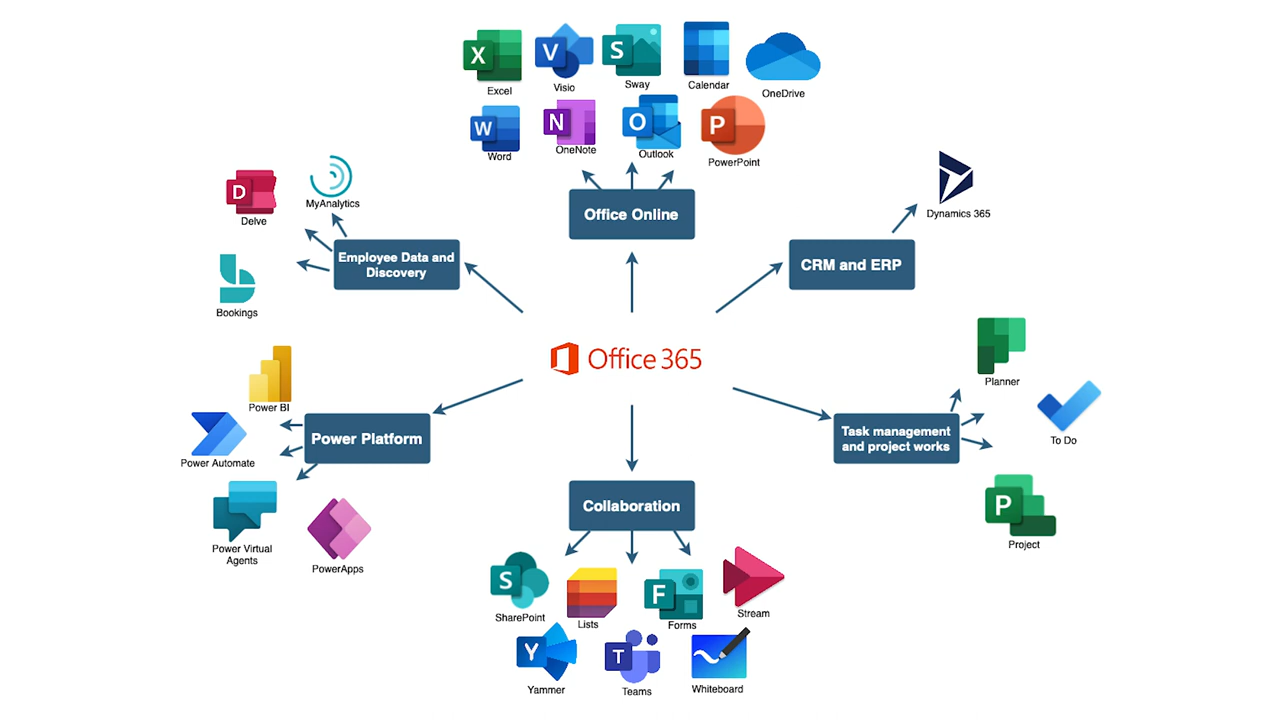 X
V
S
Excel
Visio
Sway
Calendar
OneDrive
W
N
O
P
Word
OneNote
Outlook
PowerPoint
D
Delve
MyAnalytics
Bookings
Employee Data and
Discovery
Office Online
CRM and ERP
Dynamics 365
Office 365
Power BI
Power Automate
Power Virtual
Agents
PowerApps
Power Platform
Planner
To Do
Task management
and project works
P
Project
Collaboration
S
SharePoint
Lists
F
Forms
Stream
Y
Yammer
T
Teams
Whiteboard